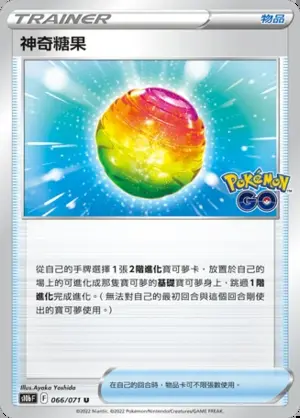 TRAINER 物品
神奇糖果
Pokémon GO
從自己的手牌選擇1張2階進化寶可夢卡,放置於自己的
場上的可進化成那隻寶可夢的基礎寶可夢身上,跳過1階
進化完成進化。(無法對自己的最初回合與這個回合剛使
出的寶可夢使用。)
Illus. Ayaka Yoshida
s10b F F 066/071 U
在自己的回合時,物品卡可不限張數使用。
©2022 Niantic. ©2022 Pokémon/Nintendo/Creatures/GAME FREAK.